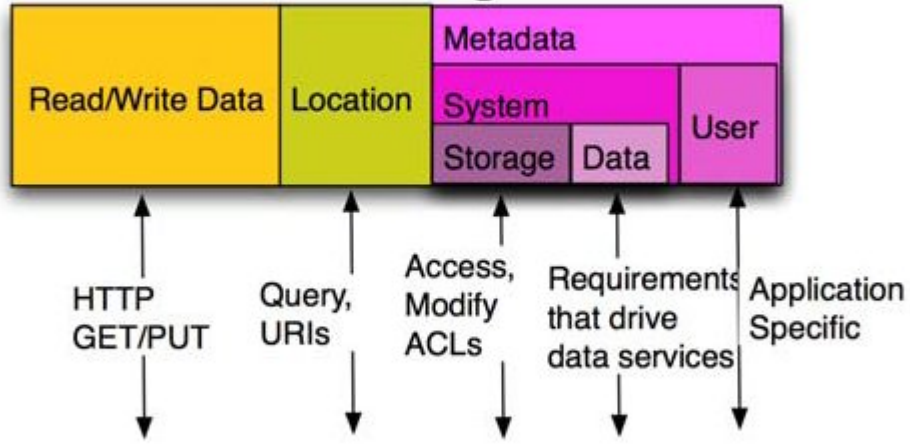 Metadata
Read/Write Data
Location
System
User
Storage
Data
HTTP
GET/PUT
Query,
URIs
Access,
Modify
ACLs
Requirements
that drive
data services
Application
Specific